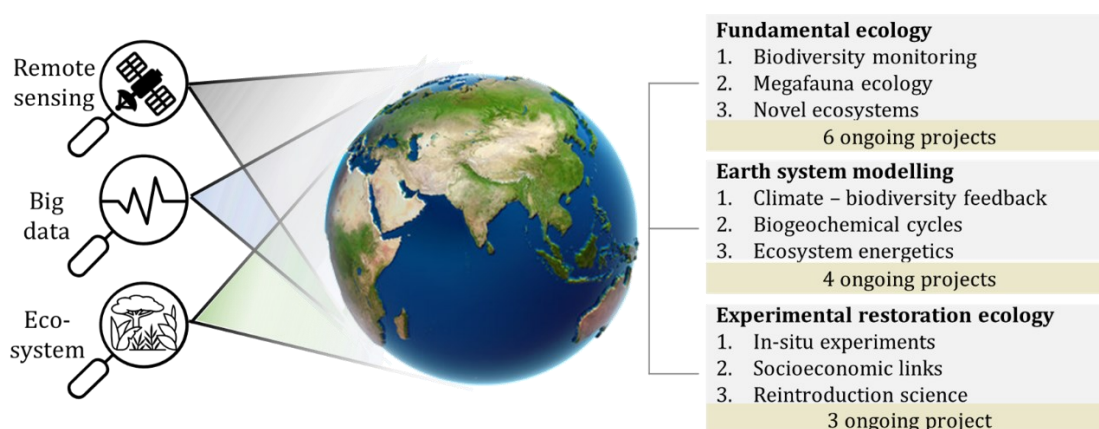 Remote
sensing
Big
data
Eco-
system
Fundamental ecology
1. Biodiversity monitoring
2. Megafauna ecology
3. Novel ecosystems
6 ongoing projects
Earth system modelling
1. Climate – biodiversity feedback
2. Biogeochemical cycles
3. Ecosystem energetics
4 ongoing projects
Experimental restoration ecology
1. In-situ experiments
2. Socioeconomic links
3. Reintroduction science
3 ongoing project